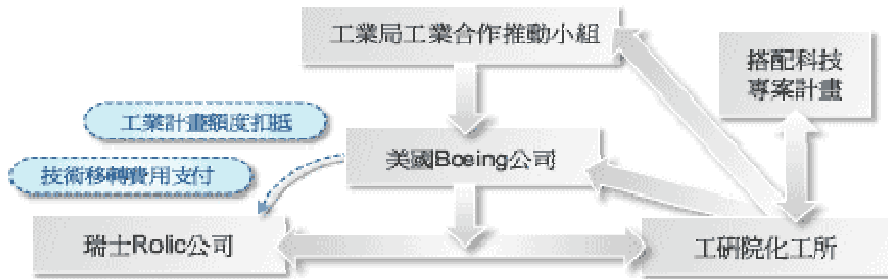 工業局工業合作推動小組
搭配科技
專案計畫
工業計畫額度扣抵
美國Boeing公司
技術移轉費用支付
瑞士Rolic公司
工研院化工所